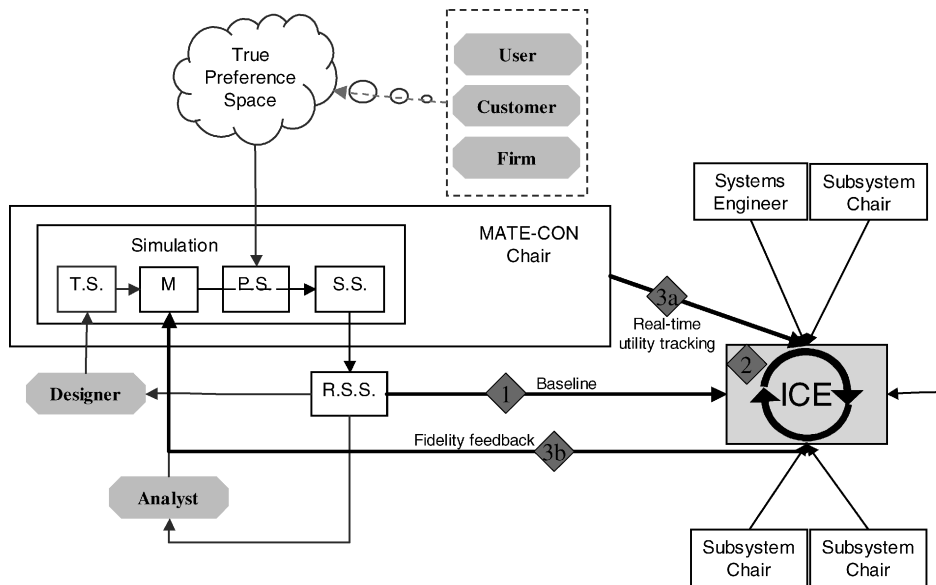 True
Preference
Space
User
Customer
Firm
Systems
Engineer
Subsystem
Chair
MATE-CON
Chair
Simulation
T.S.
M
P.S.
S.S.
3a
Real-time
utility tracking
2
ICE
Designer
R.S.S.
1
Baseline
Fidelity feedback
3b
Analyst
Subsystem
Chair
Subsystem
Chair